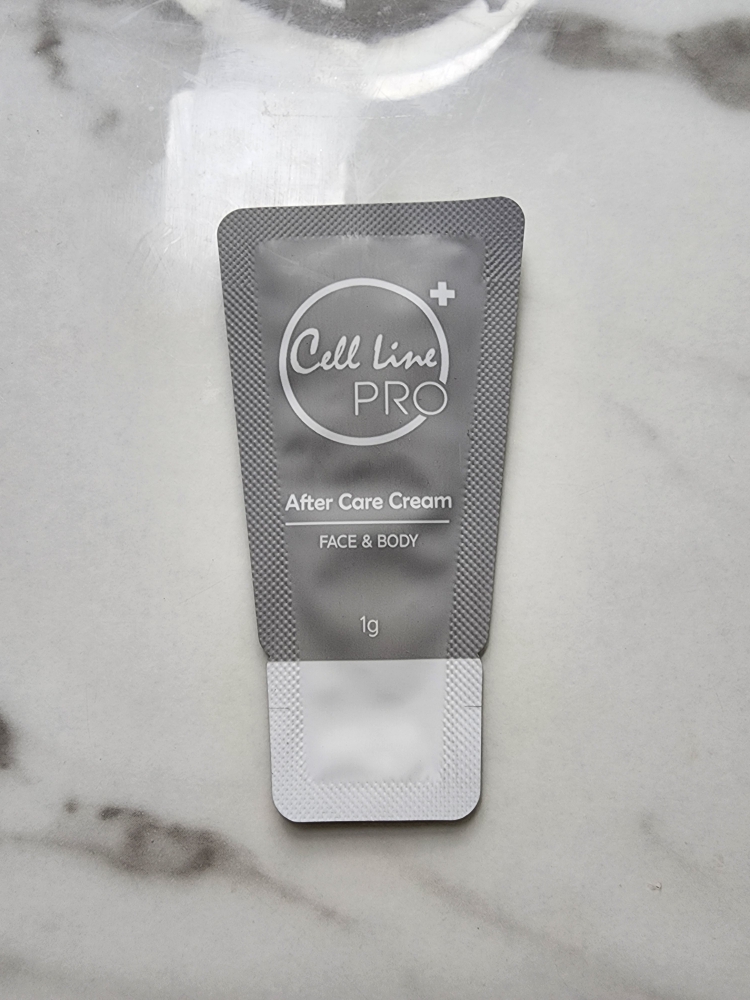 Cell Line
PRO
After Care Cream
FACE & BODY
1g